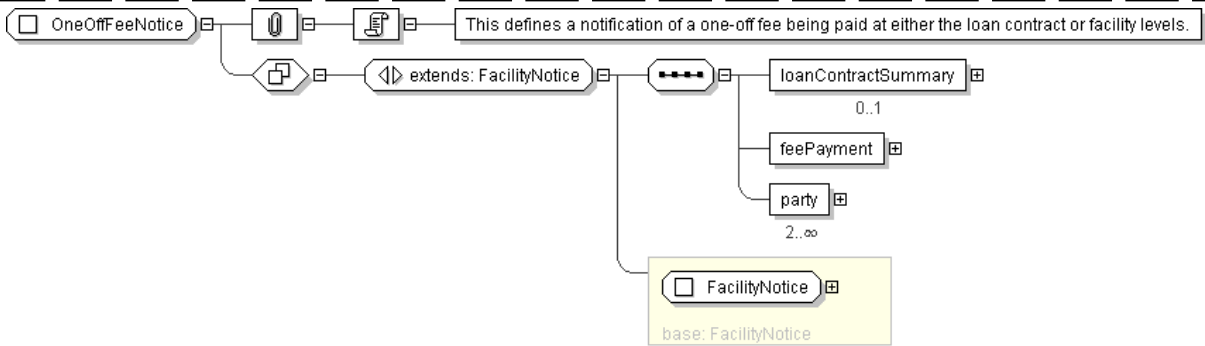 OneOffFeeNotice
This defines a notification of a one-off fee being paid at either the loan contract or facility levels.
extends: FacilityNotice
loanContractSummary
0..1
feePayment
party
2..∞
FacilityNotice
base: FacilityNotice